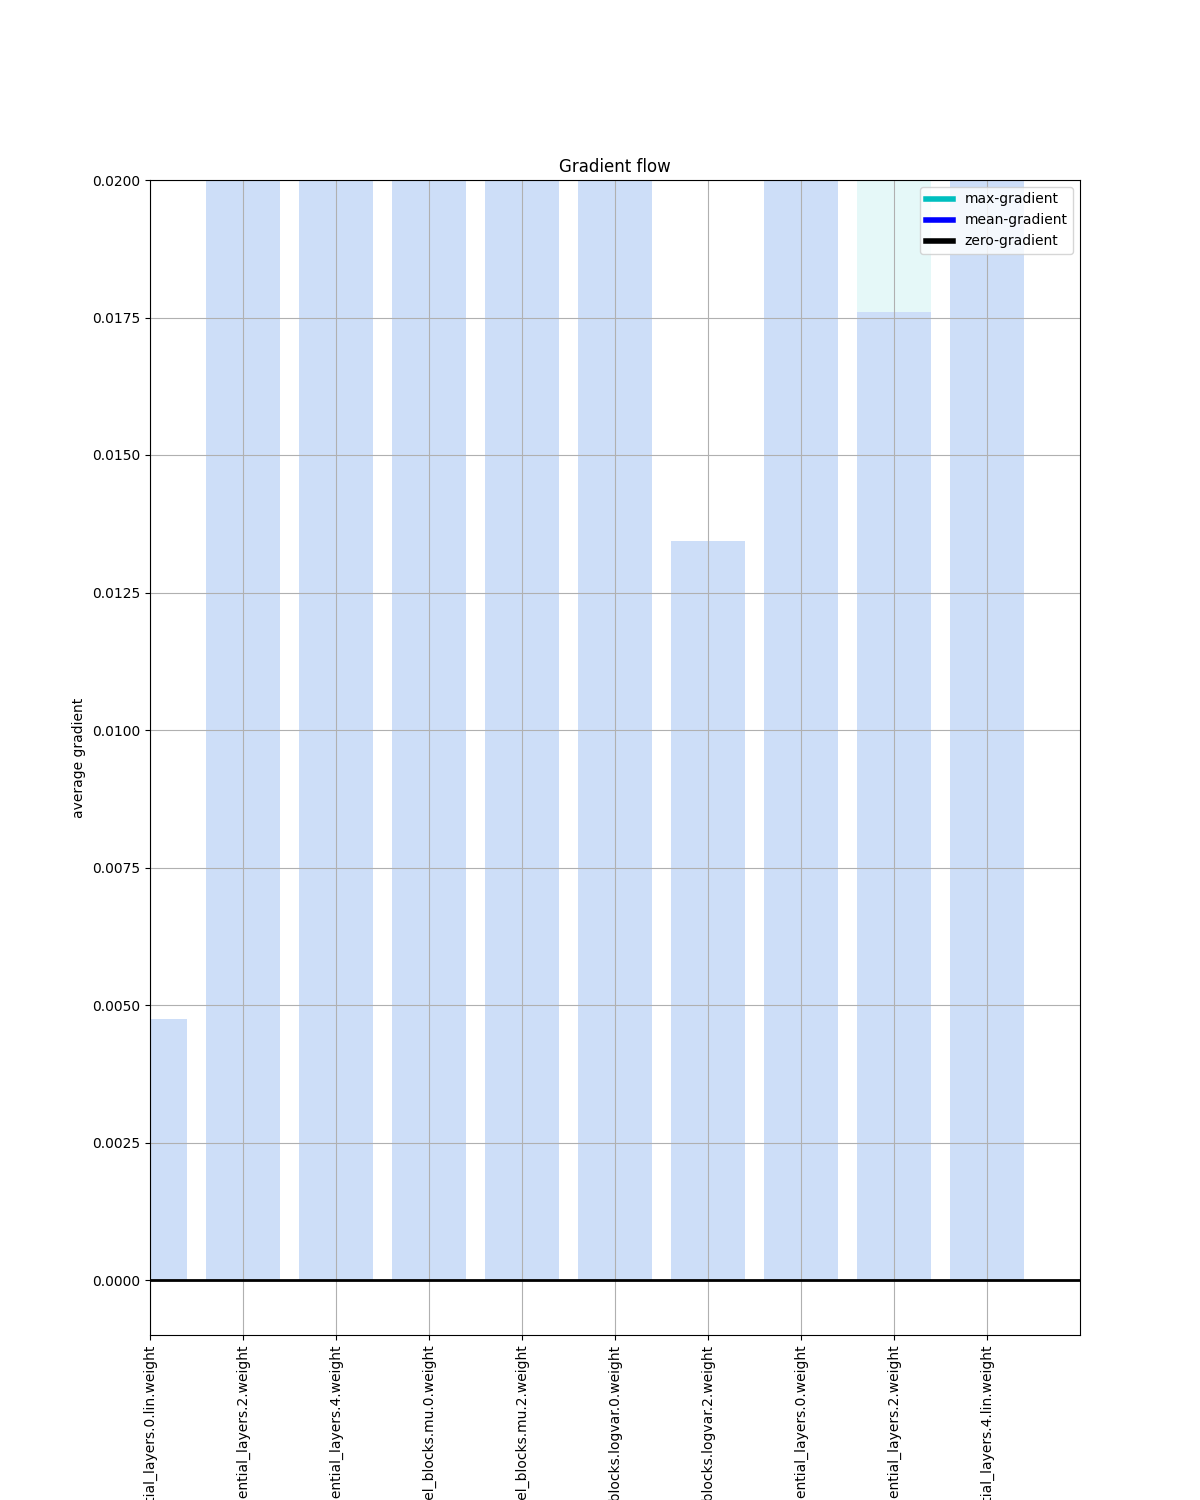 Gradient flow
max-gradient
mean-gradient
zero-gradient
0.0200
0.0175
0.0150
0.0125
0.0100
0.0075
0.0050
0.0025
0.0000
average gradient
tial_layers.0.lin.weight
ential_layers.2.weight
ential_layers.4.weight
el_blocks.mu.0.weight
el_blocks.mu.2.weight
blocks.logvar.0.weight
blocks.logvar.2.weight
ential_layers.0.weight
ential_layers.2.weight
tial_layers.4.lin.weight